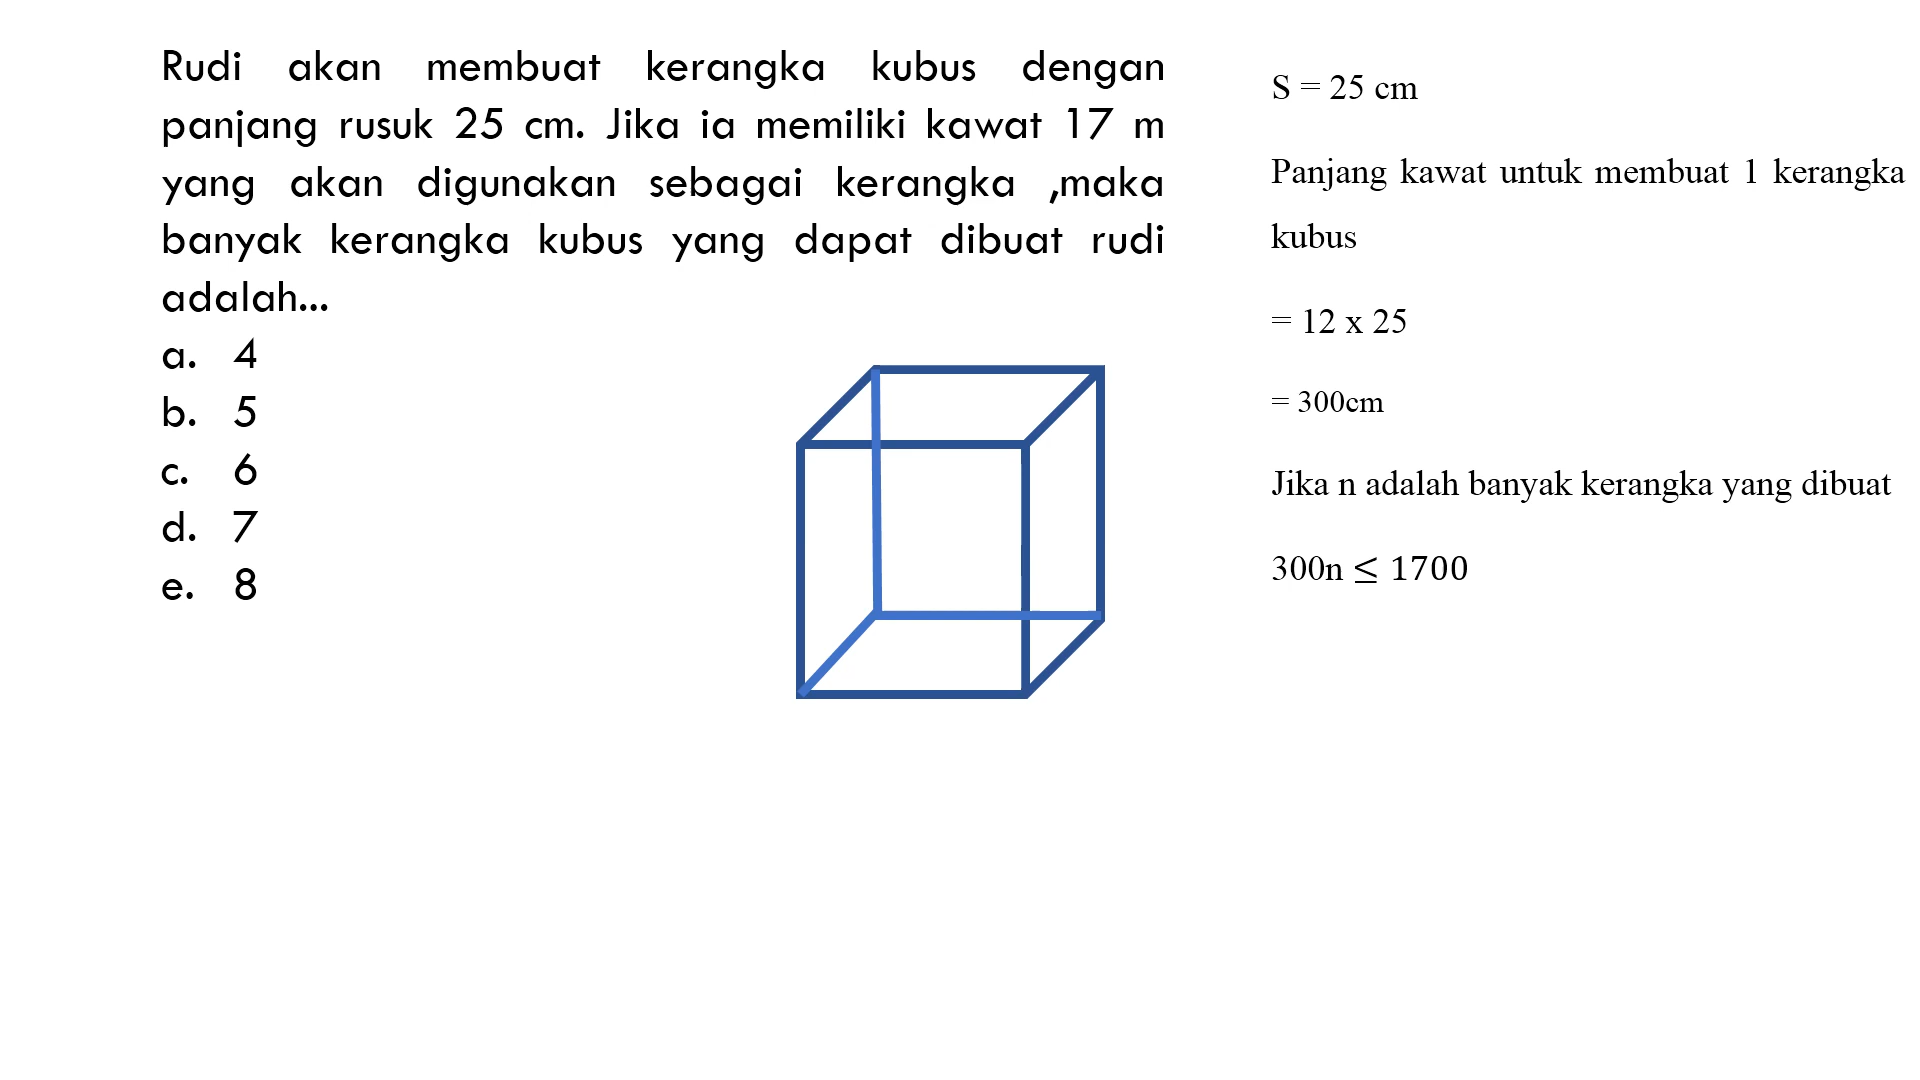 Rudi akan membuat kerangka kubus dengan
panjang rusuk 25 cm. Jika ia memiliki kawat 17 m
yang akan digunakan sebagai kerangka ,maka
banyak kerangka kubus yang dapat dibuat rudi
adalah...
a. 4
b. 5
c. 6
d. 7
e. 8
S = 25 cm
Panjang kawat untuk membuat 1 kerangka
kubus
= 12 x 25
= 300cm
Jika n adalah banyak kerangka yang dibuat
300n ≤ 1700